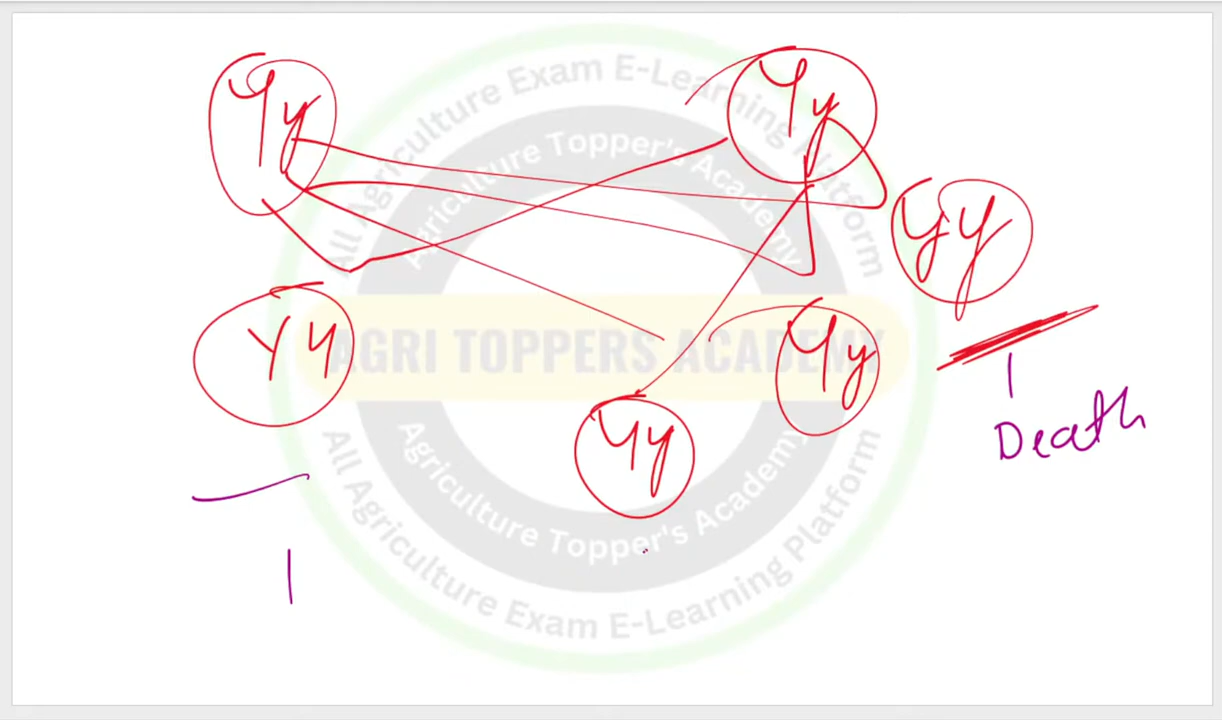 Yy
Yy
yy
YY
Yy
Yy
Death
1
All Agriculture Exam E-Learning Platform
Agriculture Topper's Academy
AGRI TOPPERS ACADEMY
Agriculture Topper's Academy
All Agriculture Exam E-Learning Platform